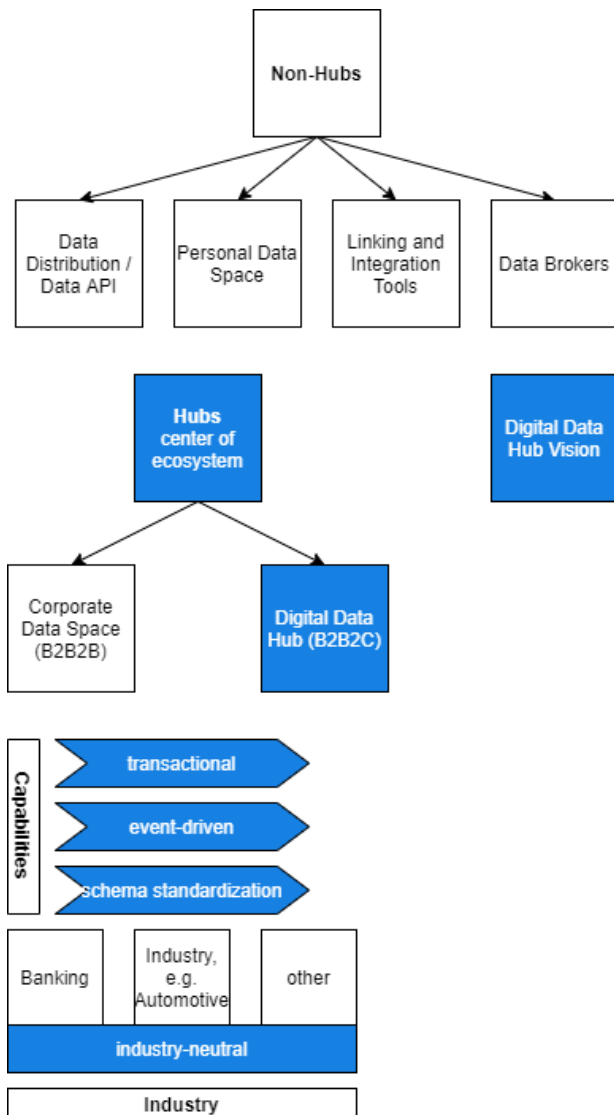 Non-Hubs
Data
Distribution /
Data API
Personal Data
Space
Linking and
Integration
Tools
Data Brokers
Hubs
center of
ecosystem
Digital Data
Hub Vision
Corporate
Data Space
(B2B2B)
Digital Data
Hub (B2B2C)
Capabilities
transactional
event-driven
schema standardization
Banking
Industry,
e.g.
Automotive
other
industry-neutral
Industry